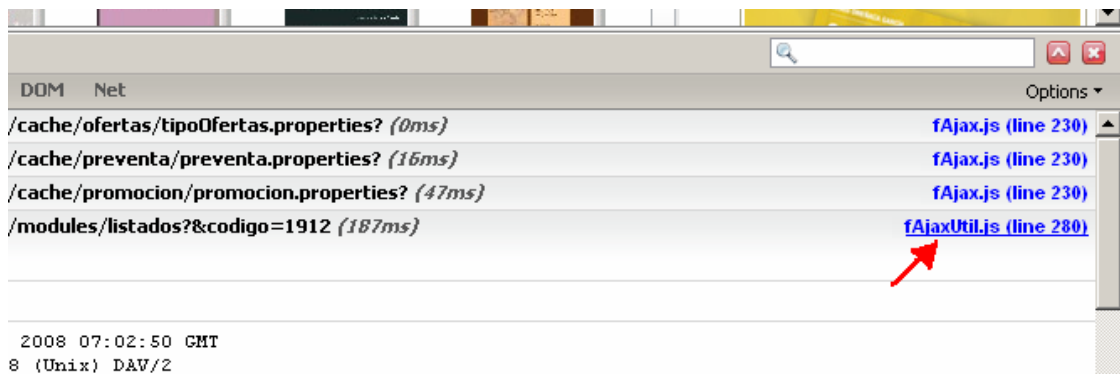 DOM Net Options
/cache/ofertas/tipoOfertas.properties? (0ms) fAjax.js (line 230)
/cache/preventa/preventa.properties? (16ms) fAjax.js (line 230)
/cache/promocion/promocion.properties? (47ms) fAjax.js (line 230)
/modules/listados?&codigo=1912 (187ms) fAjaxUtil.js (line 280)
2008 07:02:50 GMT
8 (Unix) DAV/2